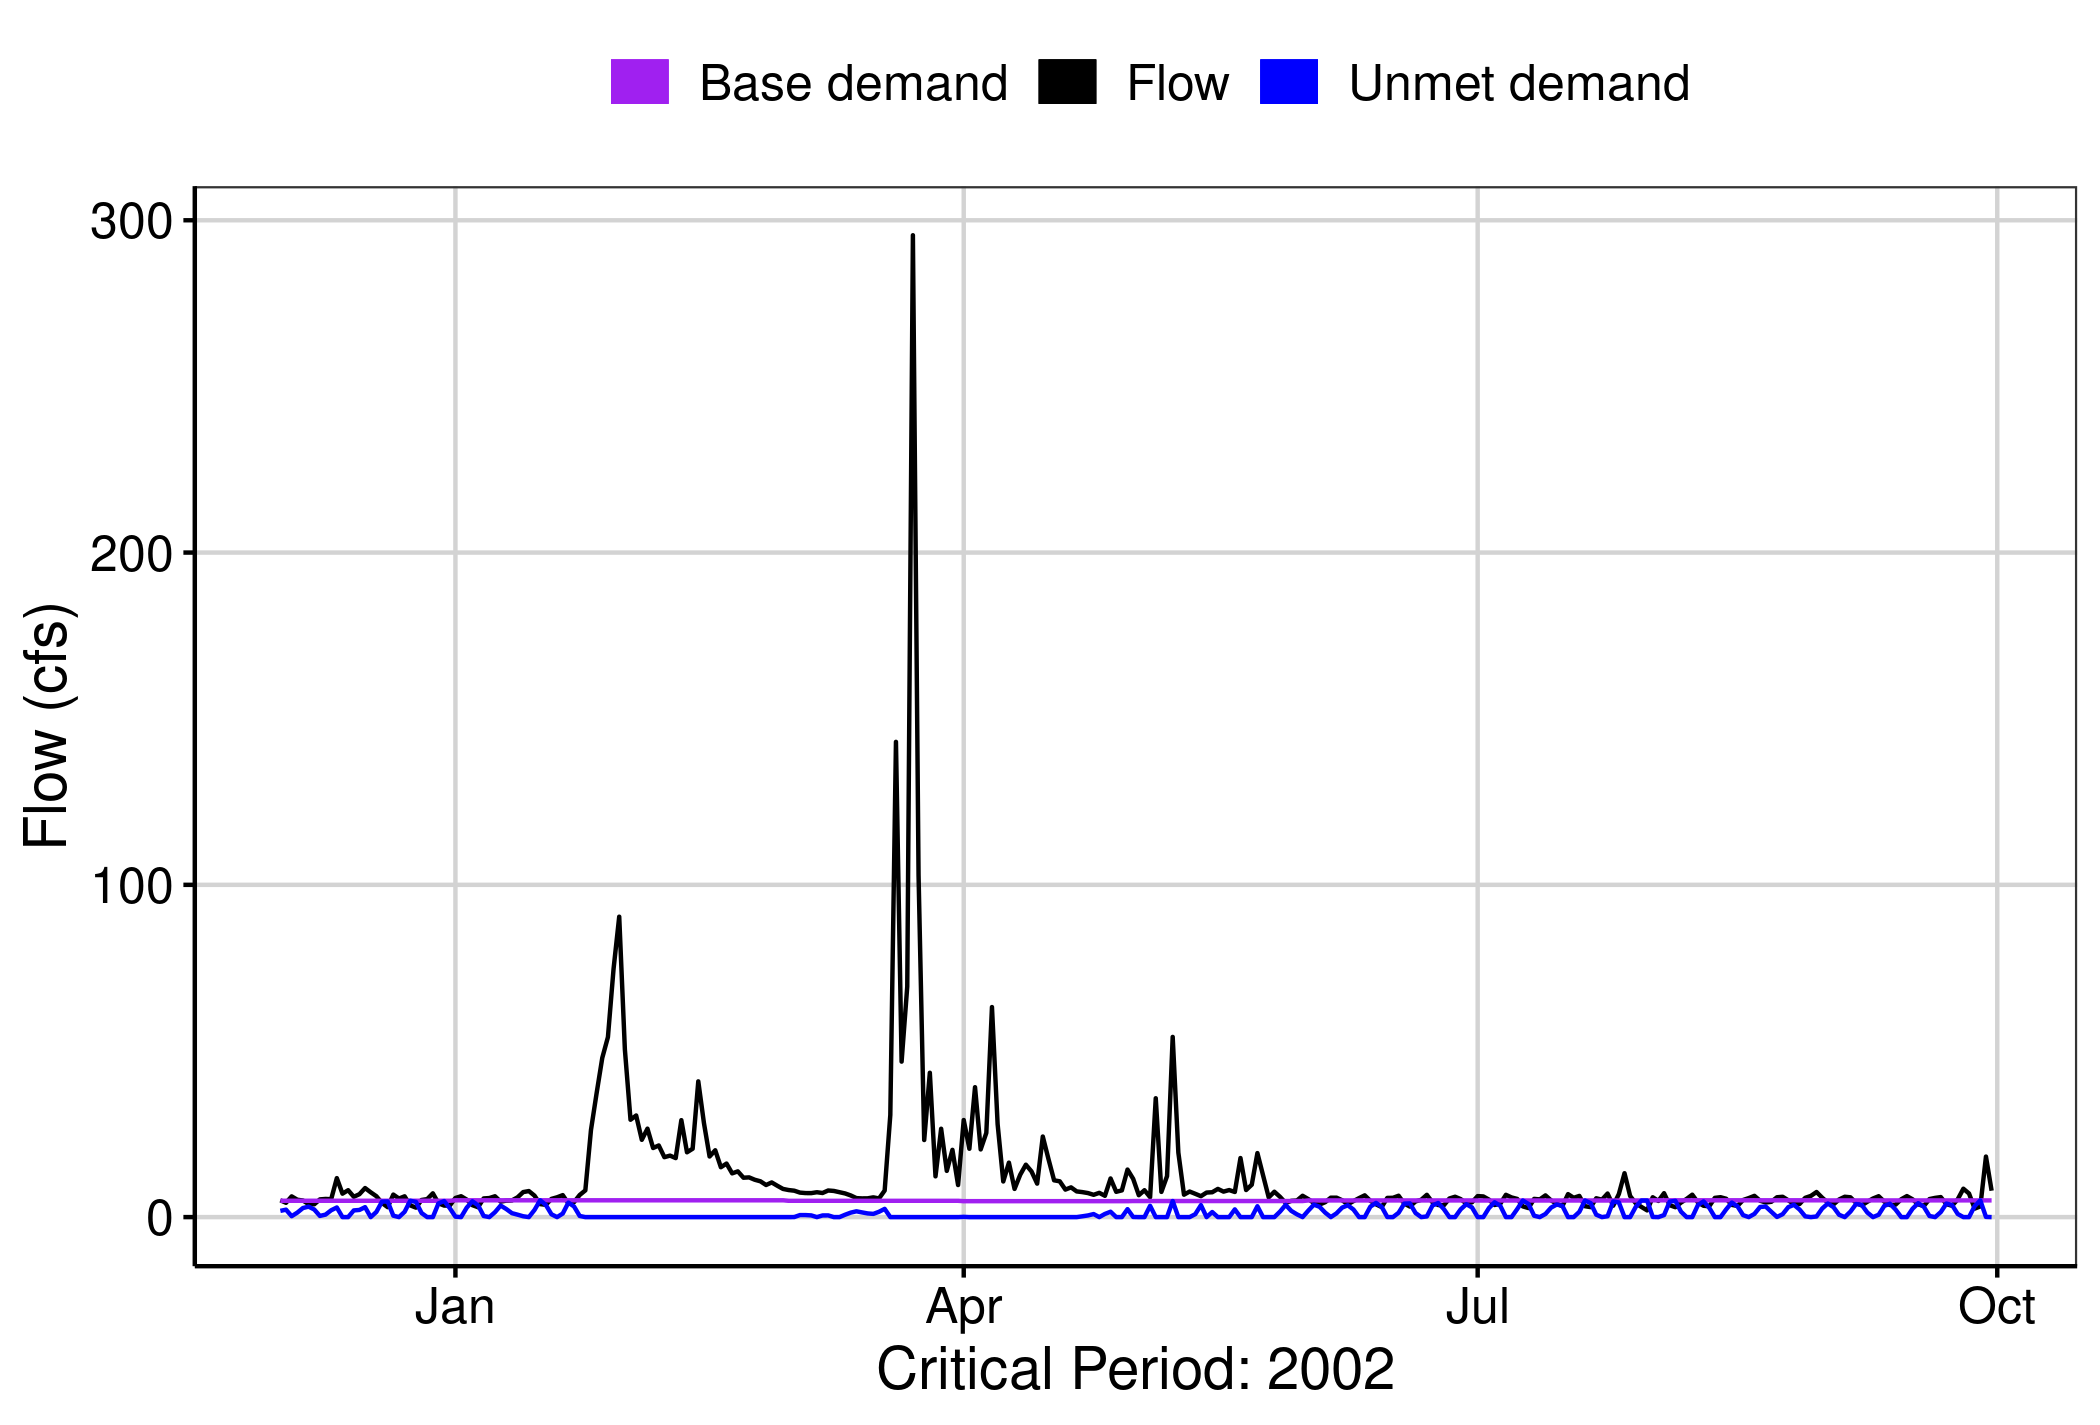 Base demand Flow Unmet demand
300
200
100
0
Flow (cfs)
Jan Apr Jul Oct
Critical Period: 2002